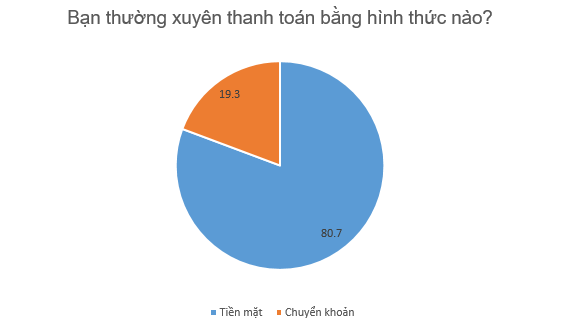 Bạn thường xuyên thanh toán bằng hình thức nào?
19.3
80.7
Tiền mặt
Chuyển khoản